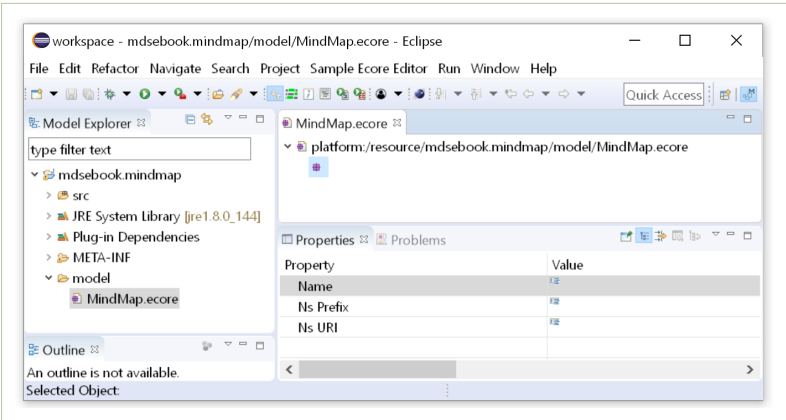 workspace - mdsebook.mindmap/model/MindMap.ecore - Eclipse
File Edit Refactor Navigate Search Project Sample Ecore Editor Run Window Help
Quick Access
Model Explorer
type filter text
mdsebook.mindmap
src
JRE System Library [jre1.8.0_144]
Plug-in Dependencies
META-INF
model
MindMap.ecore
Outline
An outline is not available.
MindMap.ecore
platform:/resource/mdsebook.mindmap/model/MindMap.ecore
Properties Problems
Property Value
Name
Ns Prefix
Ns URI
Selected Object: